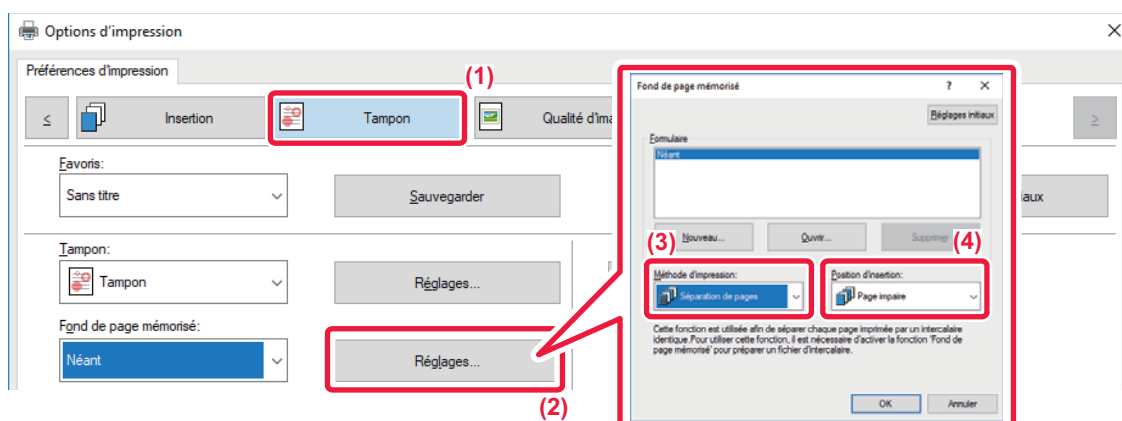 Options d'impression
Préférences d'impression
(1)
<
Insertion
Tampon
Qualité d'ima
>
Favoris:
Sans titre
Sauvegarder
iaux
Tampon:
Tampon
Réglages...
Fond de page mémorisé:
Néant
Réglages...
(2)
Fond de page mémorisé
?
Réglages initiaux
Formulaire
Néant
Nouveau...
Ouvrir...
Supprimer
(3)
(4)
Méthode d'impression:
Position d'insertion:
Séparation de pages
Page impaire
Cette fonction est utilisée afin de séparer chaque page imprimée par un intercalaire
identique.Pour utiliser cette fonction, il est nécessaire d'activer la fonction 'Fond de
page mémorisé' pour préparer un fichier d'intercalaire.
OK
Annuler